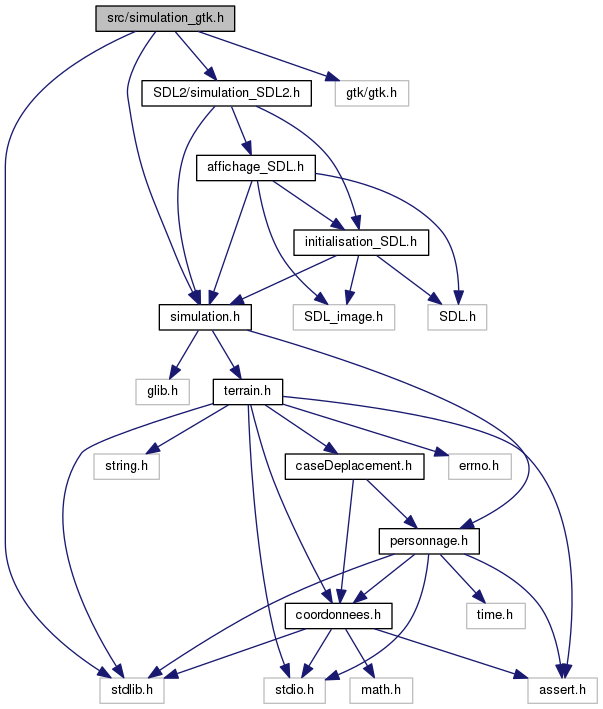 src/simulation_gtk.h
SDL2/simulation_SDL2.h
gtk/gtk.h
affichage_SDL.h
initialisation_SDL.h
simulation.h
SDL_image.h
SDL.h
glib.h
terrain.h
string.h
caseDeplacement.h
errno.h
personnage.h
coordonnees.h
time.h
stdlib.h
stdio.h
math.h
assert.h